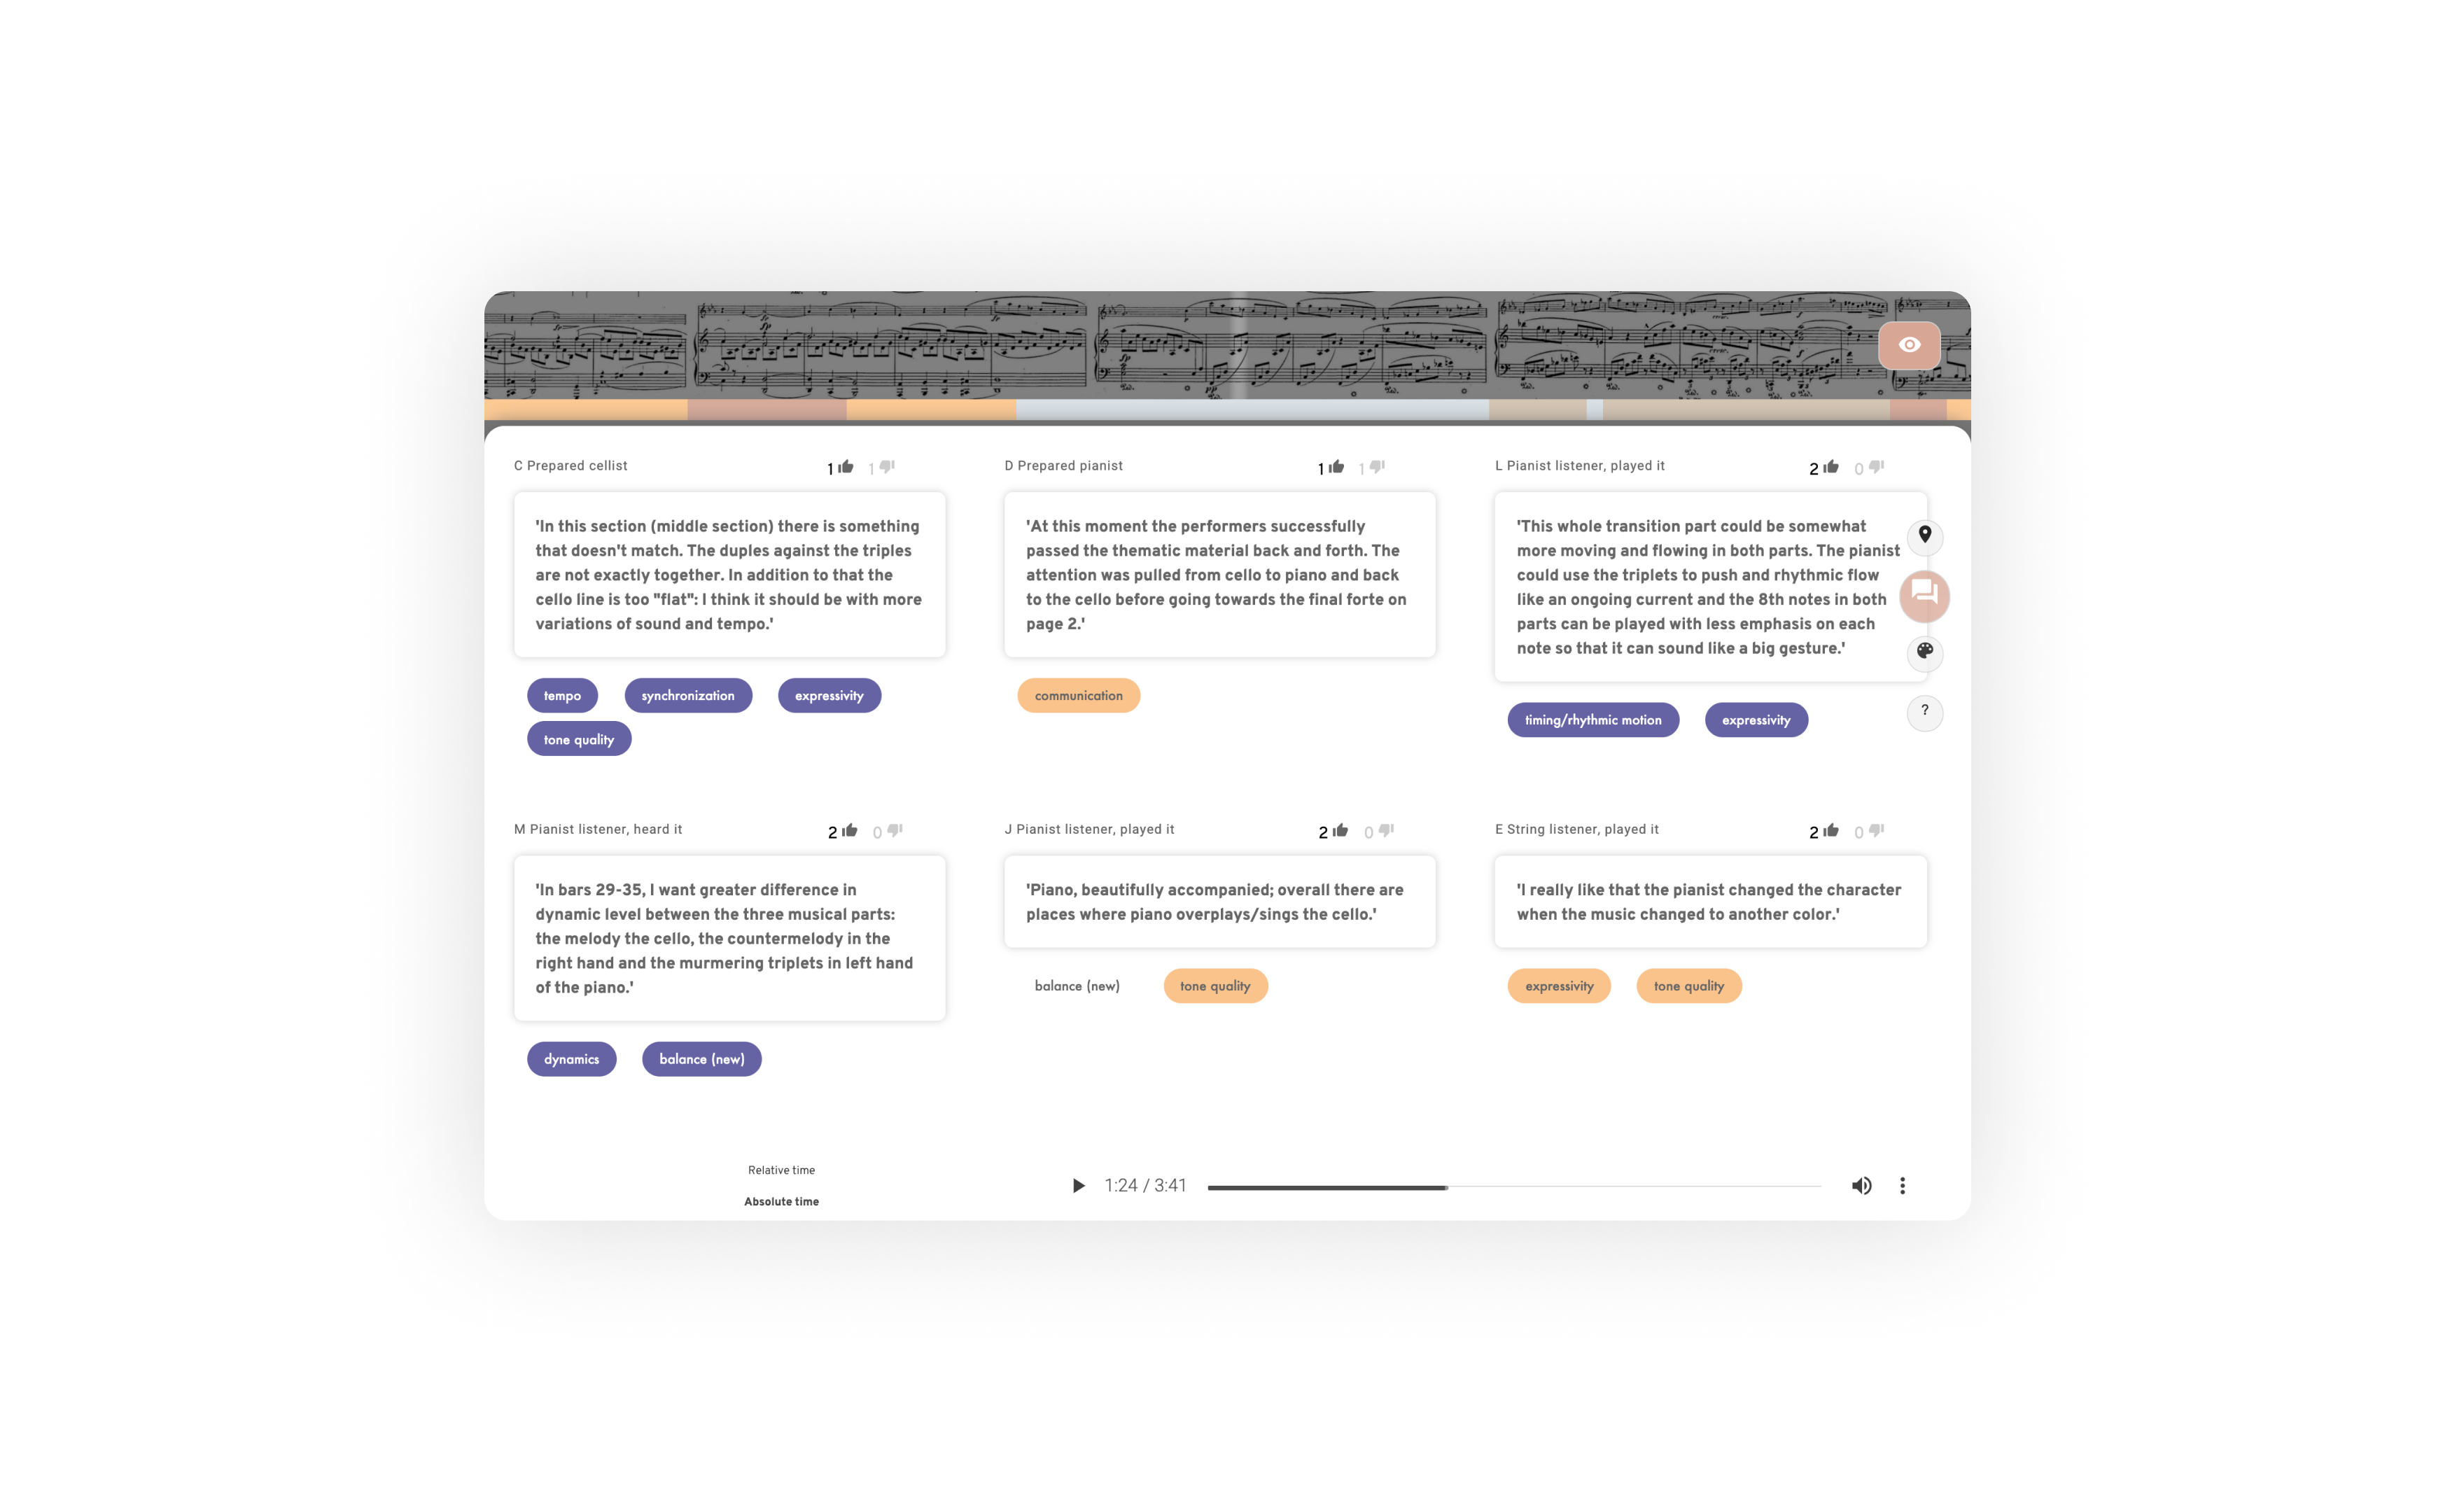 C Prepared cellist
1 1
'In this section (middle section) there is something
that doesn't match. The duples against the triples
are not exactly together. In addition to that the
cello line is too "flat": I think it should be with more
variations of sound and tempo.'
tempo synchronization expressivity
tone quality
D Prepared pianist
1 1
'At this moment the performers successfully
passed the thematic material back and forth. The
attention was pulled from cello to piano and back
to the cello before going towards the final forte on
page 2.'
communication
L Pianist listener, played it
2 0
'This whole transition part could be somewhat
more moving and flowing in both parts. The pianist
could use the triplets to push and rhythmic flow
like an ongoing current and the 8th notes in both
parts can be played with less emphasis on each
note so that it can sound like a big gesture.'
timing/rhythmic motion expressivity
?
M Pianist listener, heard it
2 0
'In bars 29-35, I want greater difference in
dynamic level between the three musical parts:
the melody the cello, the countermelody in the
right hand and the murmering triplets in left hand
of the piano.'
dynamics balance (new)
J Pianist listener, played it
2 0
'Piano, beautifully accompanied; overall there are
places where piano overplays/sings the cello.'
balance (new) tone quality
E String listener, played it
2 0
'I really like that the pianist changed the character
when the music changed to another color.'
expressivity tone quality
Relative time
Absolute time
1:24 / 3:41